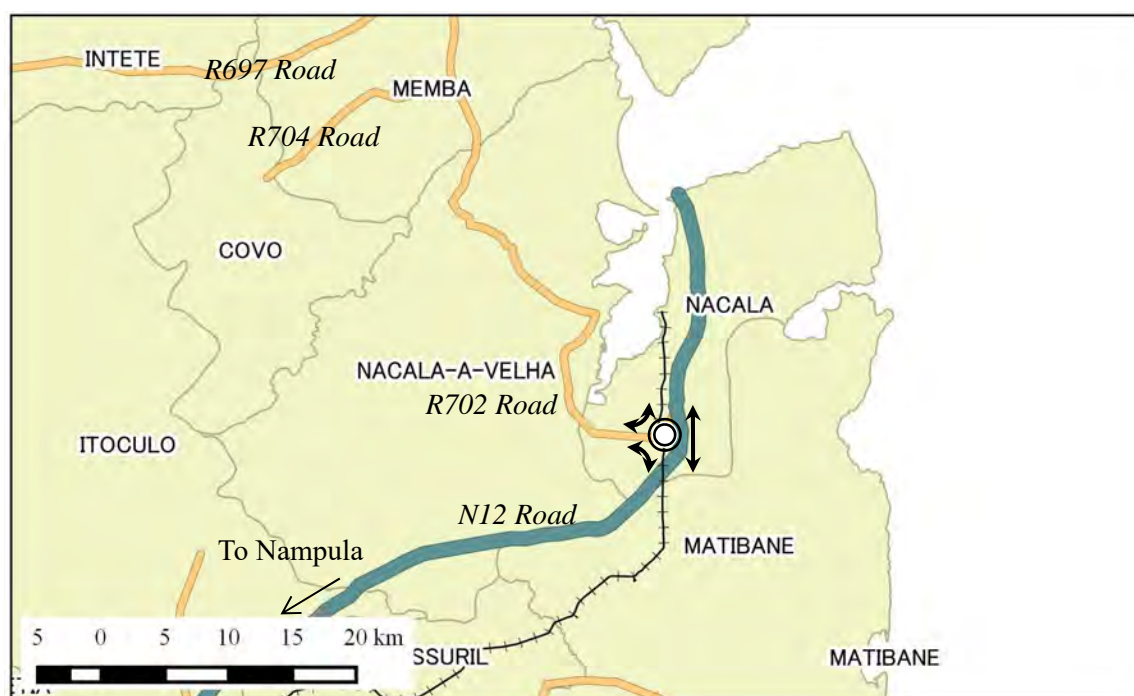 INTETE
R697 Road
MEMBA
R704 Road
COVO
NACALA
NACALA-A-VELHA
R702 Road
ITOCULO
N12 Road
MATIBANE
To Nampula
5 0 5 10 15 20 km
SSURIL
MATIBANE